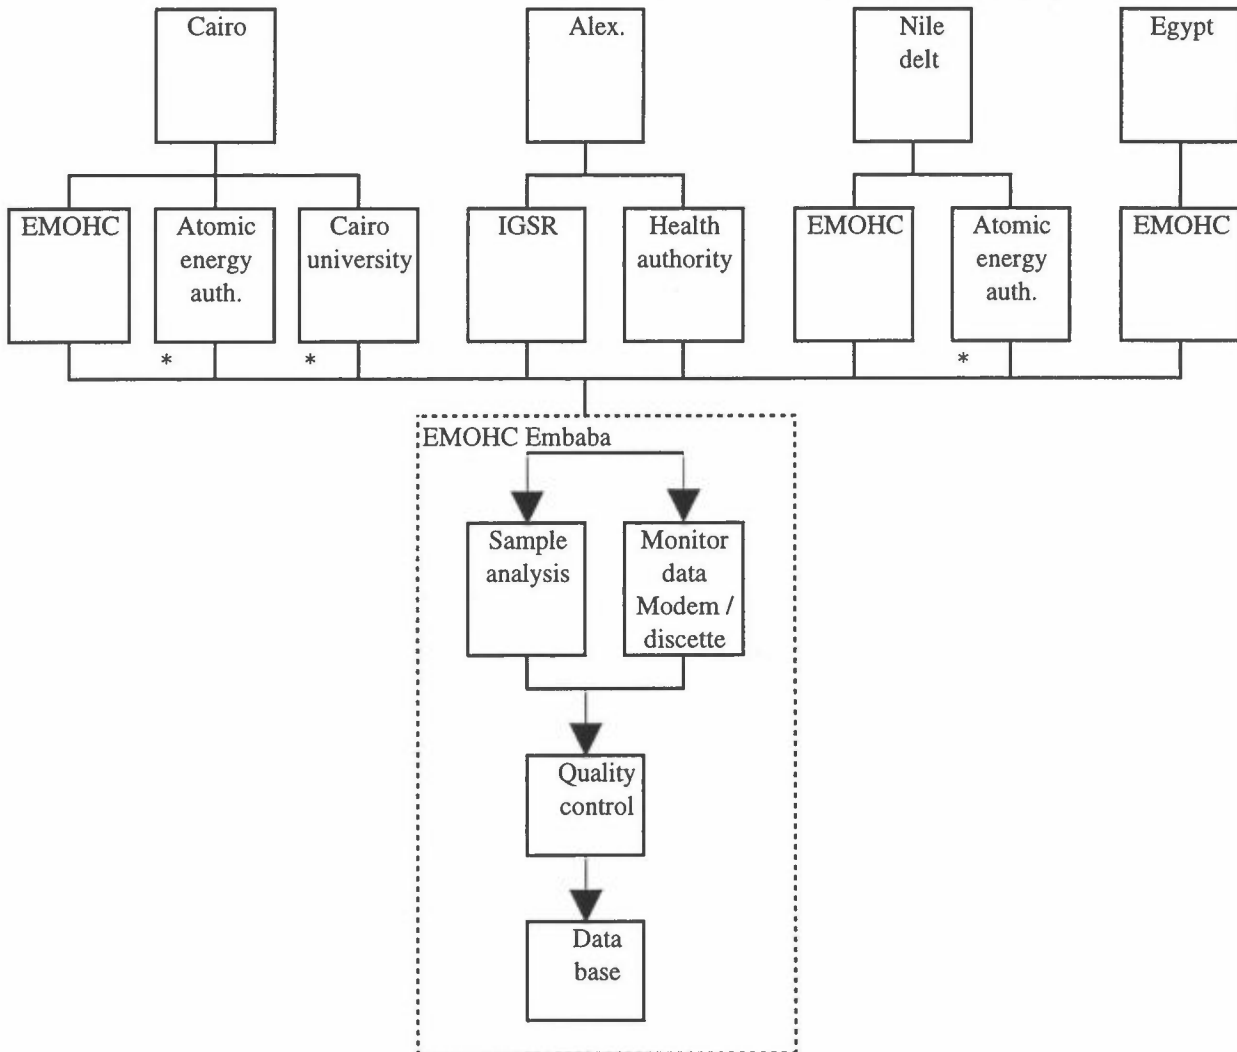 Cairo
Alex.
Nile
delt
Egypt
EMOHC
Atomic
energy
auth.
Cairo
university
IGSR
Health
authority
EMOHC
Atomic
energy
auth.
EMOHC
*
*
*
EMOHC Embaba
Sample
analysis
Monitor
data
Modem /
discette
Quality
control
Data
base